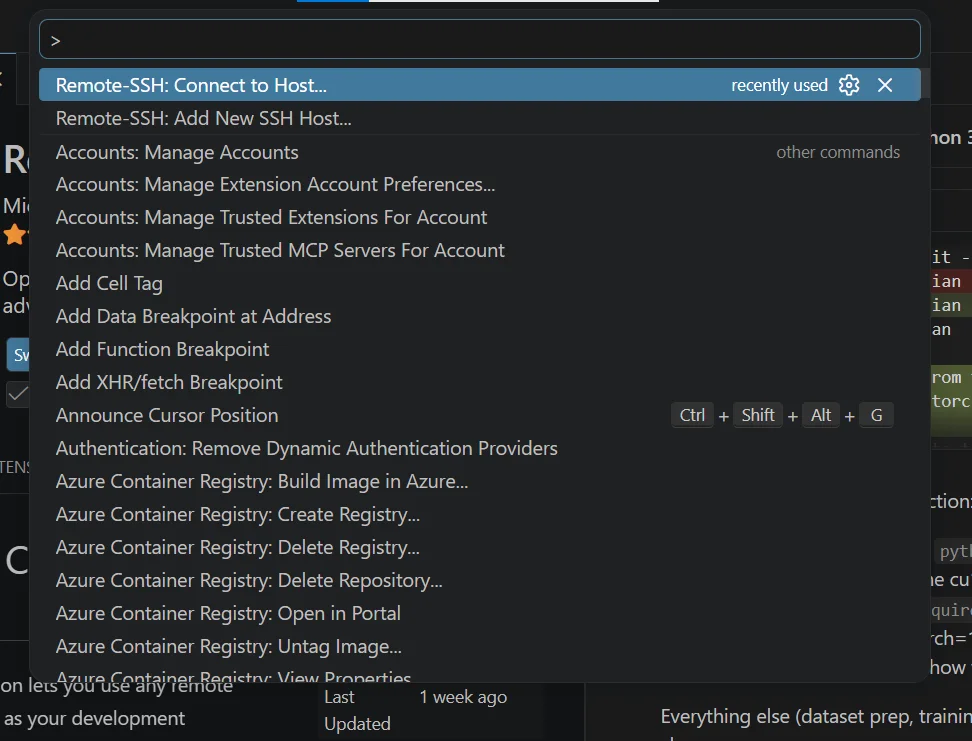 >
Remote-SSH: Connect to Host... recently used
Remote-SSH: Add New SSH Host...
Accounts: Manage Accounts other commands
Accounts: Manage Extension Account Preferences...
Accounts: Manage Trusted Extensions For Account
Accounts: Manage Trusted MCP Servers For Account
Add Cell Tag
Add Data Breakpoint at Address
Add Function Breakpoint
Add XHR/fetch Breakpoint
Announce Cursor Position Ctrl + Shift + Alt + G
Authentication: Remove Dynamic Authentication Providers
Azure Container Registry: Build Image in Azure...
Azure Container Registry: Create Registry...
Azure Container Registry: Delete Registry...
Azure Container Registry: Delete Repository...
Azure Container Registry: Open in Portal
Azure Container Registry: Untag Image...
Azure Container Registry: View Properties
on lets you use any remote
as your development
Last 1 week ago
Updated
Everything else (dataset prep, trainin